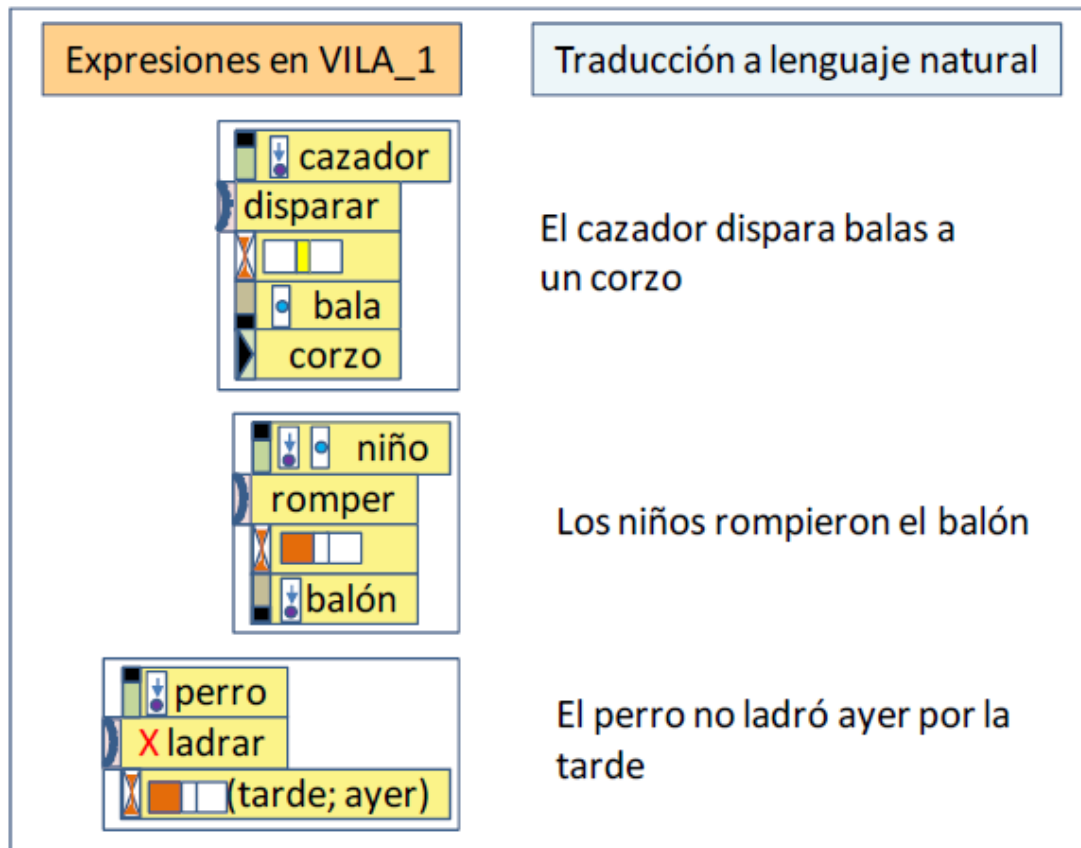 Expresiones en VILA_1
Traducción a lenguaje natural
cazador
disparar
bala
corzo
El cazador dispara balas a
un corzo
niño
romper
balón
Los niños rompieron el balón
perro
X ladrar
(tarde; ayer)
El perro no ladró ayer por la
tarde